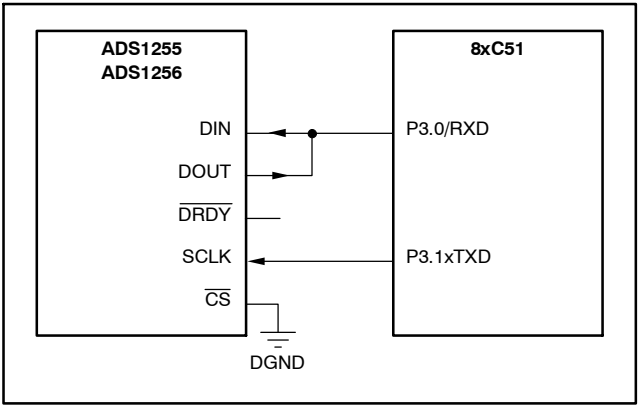 ADS1255
ADS1256
8xC51
DIN
P3.0/RXD
DOUT
DRDY
SCLK
P3.1xTXD
CS
DGND